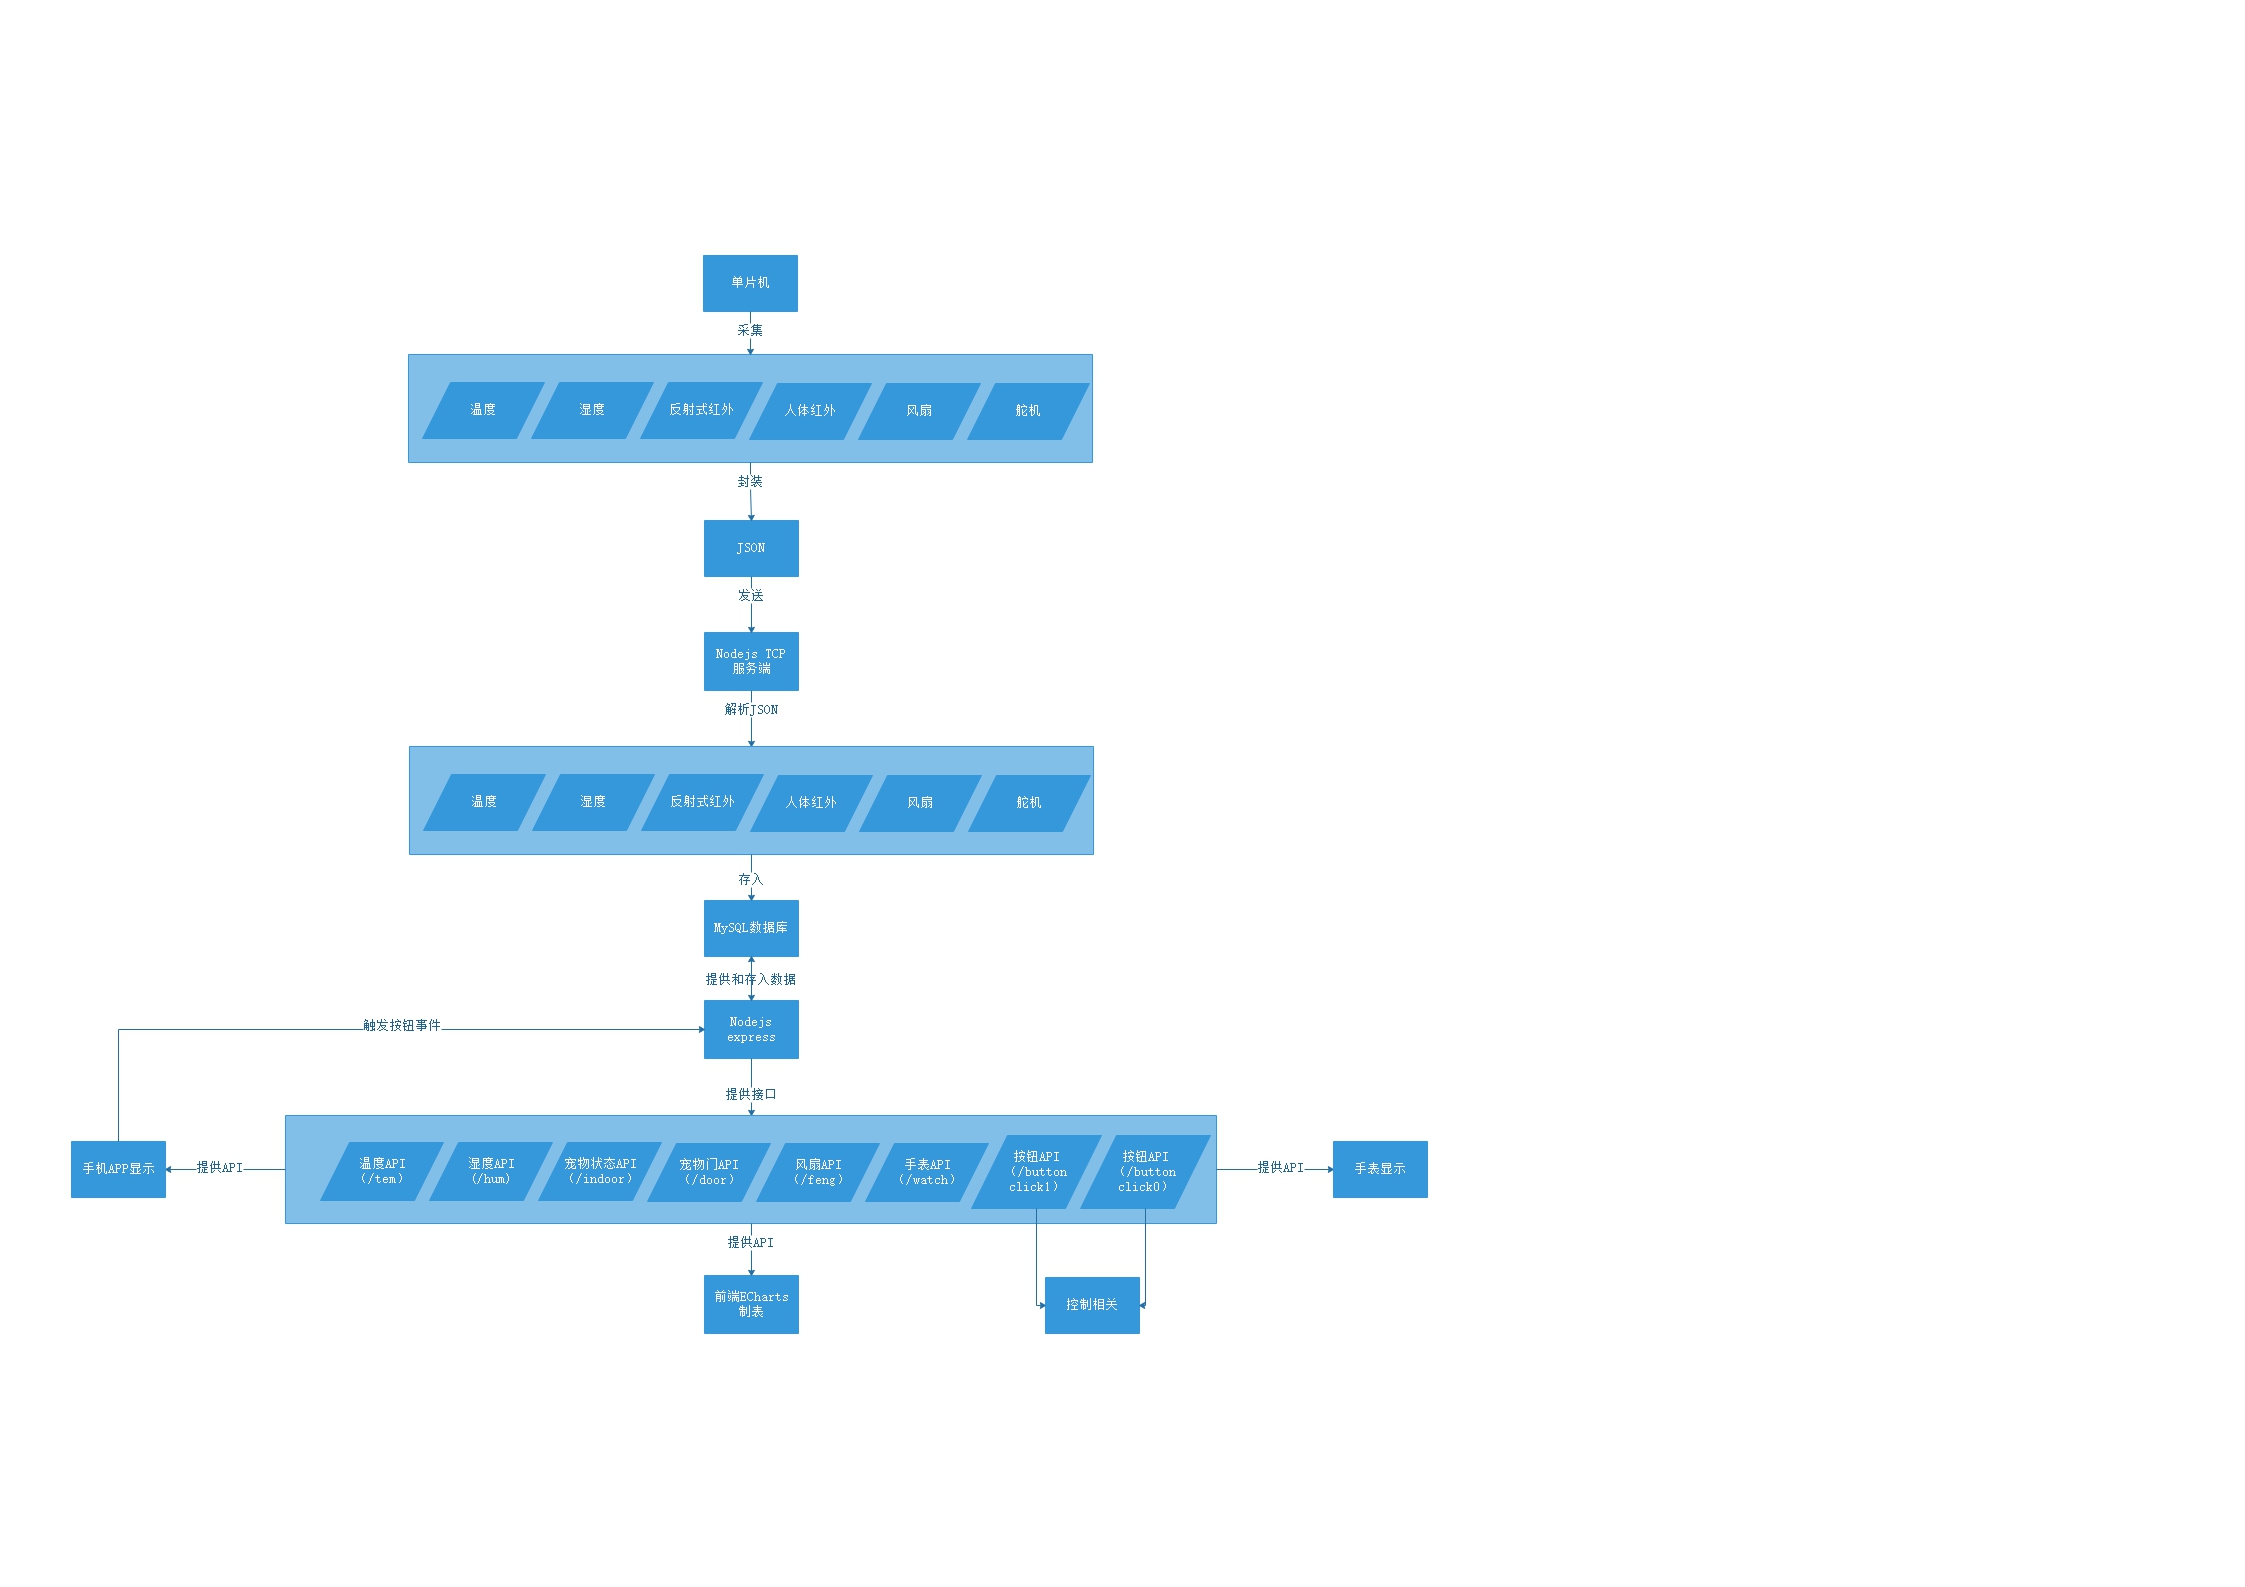 单片机
采集
温度
湿度
反射式红外
人体红外
风扇
舵机
封装
JSON
发送
Nodejs TCP
服务端
解析JSON
温度
湿度
反射式红外
人体红外
风扇
舵机
存入
MySQL数据库
提供和存入数据
Nodejs
express
触发按钮事件
提供接口
手机APP显示
提供API
温度API
（/tem）
湿度API
（/hum）
宠物状态API
（/indoor）
宠物门API
（/door）
风扇API
（/feng）
手表API
（/watch）
按钮API
（/button
click1）
按钮API
（/button
click0）
提供API
手表显示
提供API
前端ECharts
制表
控制相关